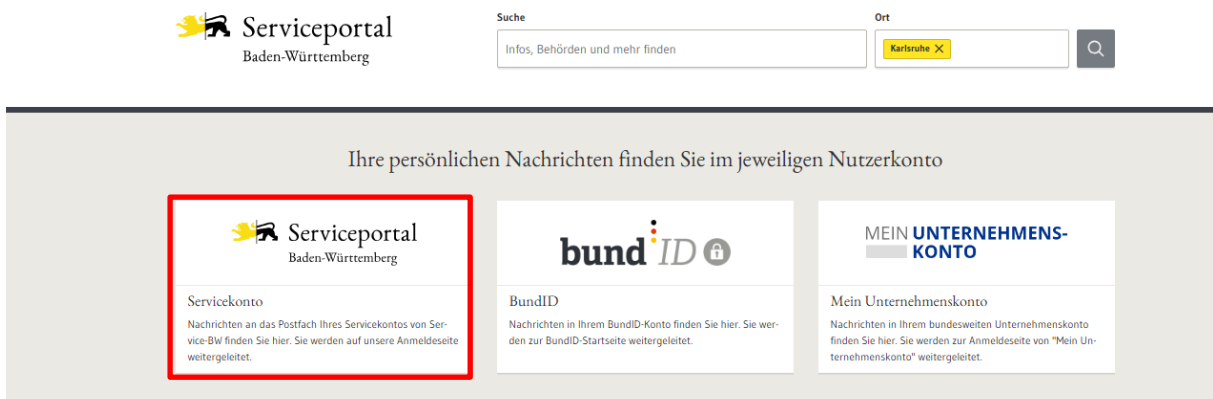 Serviceportal
Baden-Württemberg
Suche
Infos, Behörden und mehr finden
Ort
Karlsruhe
Ihre persönlichen Nachrichten finden Sie im jeweiligen Nutzerkonto
Serviceportal
Baden-Württemberg
Servicekonto
Nachrichten an das Postfach Ihres Servicekontos von Ser-
vice-BW finden Sie hier. Sie werden auf unsere Anmeldeseite
weitergeleitet.
bund ID
BundID
Nachrichten in Ihrem BundID-Konto finden Sie hier. Sie wer-
den zur BundID-Startseite weitergeleitet.
MEIN UNTERNEHMENS-
KONTO
Mein Unternehmenskonto
Nachrichten in Ihrem bundesweiten Unternehmenskonto
finden Sie hier. Sie werden zur Anmeldeseite von "Mein Un-
ternehmenskonto" weitergeleitet.